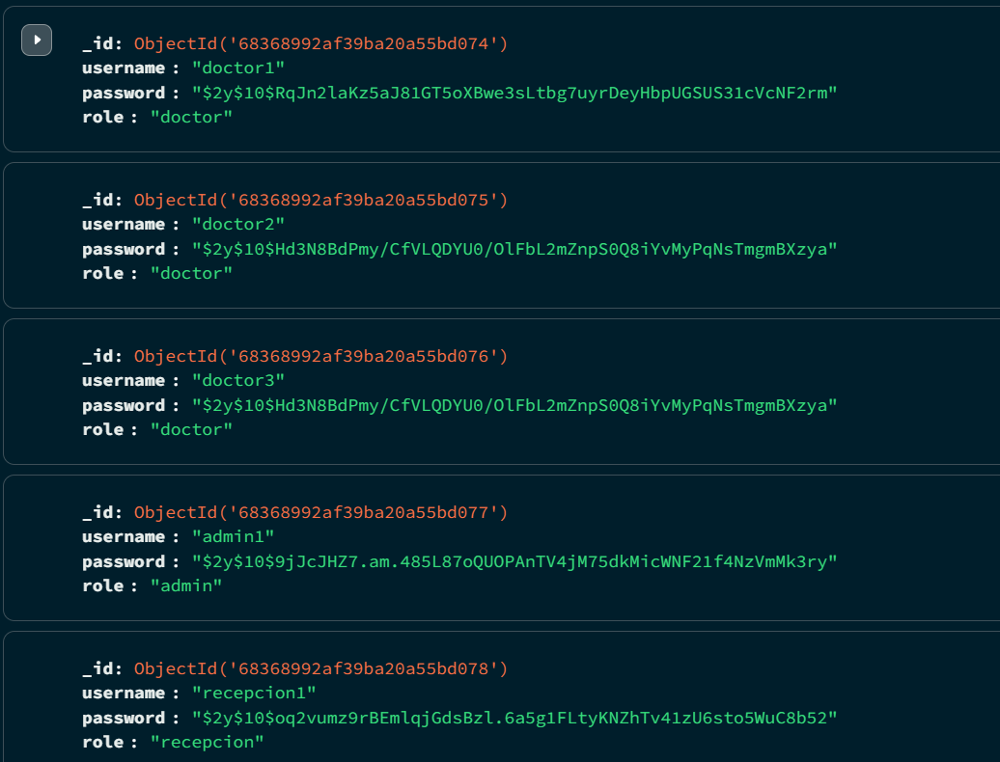 _id: ObjectId('68368992af39ba20a55bd074')
username : "doctor1"
password : "$2y$10$RqJn2laKz5aJ81GT5oXBwe3sLtbg7uyrDeyHbpUGSUS31cVcNF2rm"
role : "doctor"
_id: ObjectId('68368992af39ba20a55bd075')
username : "doctor2"
password : "$2y$10$Hd3N8BdPmy/CfVLQDYU0/OlFbL2mZnpS0Q8iYvMyPqNsTmgmBXzya"
role : "doctor"
_id: ObjectId('68368992af39ba20a55bd076')
username : "doctor3"
password : "$2y$10$Hd3N8BdPmy/CfVLQDYU0/OlFbL2mZnpS0Q8iYvMyPqNsTmgmBXzya"
role : "doctor"
_id: ObjectId('68368992af39ba20a55bd077')
username : "admin1"
password : "$2y$10$9jJcJHZ7.am.485L87oQUOPAnTV4jM75dkMicWNF21f4NzVmMk3ry"
role : "admin"
_id: ObjectId('68368992af39ba20a55bd078')
username : "recepcion1"
password : "$2y$10$oq2vumz9rBEmlqjGdsBzl.6a5g1FLtyKNZhTv41zU6sto5WuC8b52"
role : "recepcion"